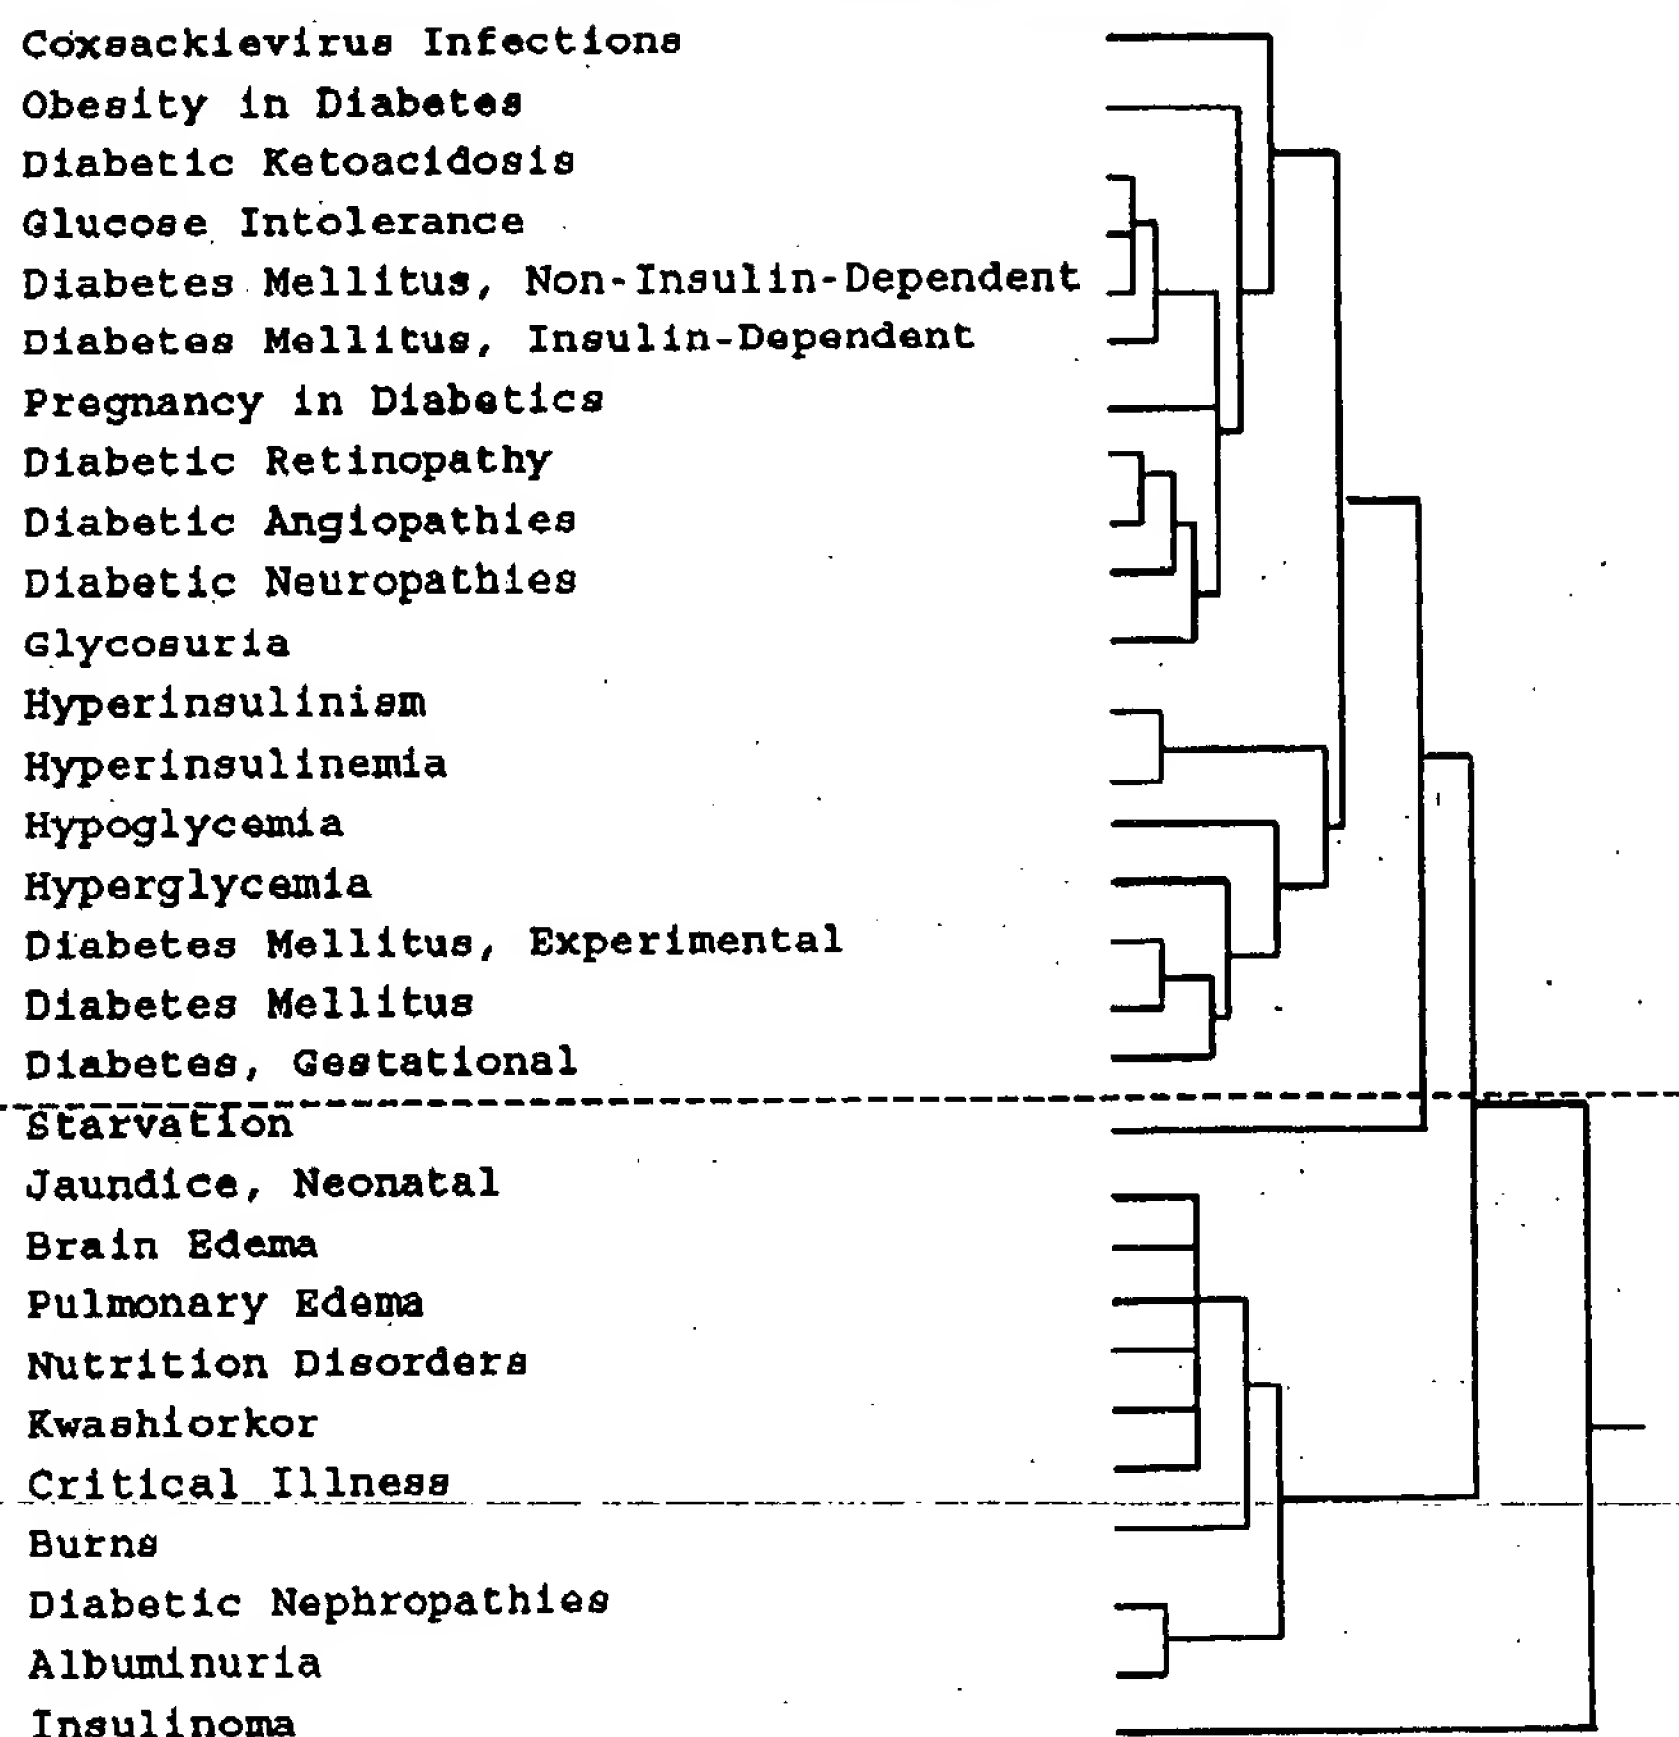 Coxsackievirus Infections
Obesity in Diabetes
Diabetic Ketoacidosis
Glucose Intolerance
Diabetes Mellitus, Non-Insulin-Dependent
Diabetes Mellitus, Insulin-Dependent
Pregnancy in Diabetics
Diabetic Retinopathy
Diabetic Angiopathies
Diabetic Neuropathies
Glycosuria
Hyperinsulinism
Hyperinsulinemia
Hypoglycemia
Hyperglycemia
Diabetes Mellitus, Experimental
Diabetes Mellitus
Diabetes, Gestational
Starvation
Jaundice, Neonatal
Brain Edema
Pulmonary Edema
Nutrition Disorders
Kwashiorkor
Critical Illness
Burns
Diabetic Nephropathies
Albuminuria
Insulinoma